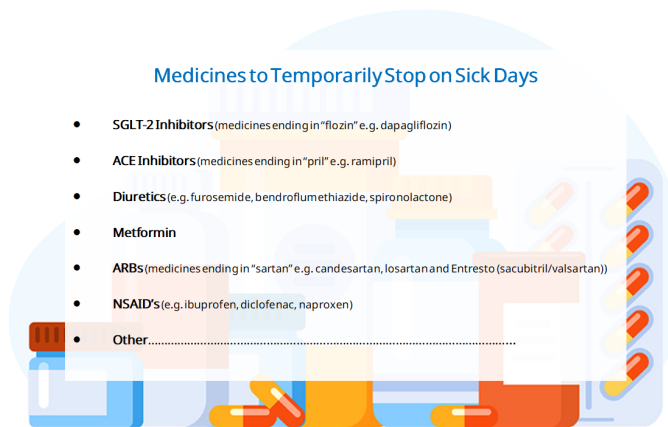 Medicines to Temporarily Stop on Sick Days
• SGLT-2 Inhibitors (medicines ending in “flozin” e.g. dapagliflozin)
• ACE Inhibitors (medicines ending in “pril” e.g. ramipril)
• Diuretics (e.g. furosemide, bendroflumethiazide, spironolactone)
• Metformin
• ARBs (medicines ending in “sartan” e.g. candesartan, losartan and Entresto (sacubitril/valsartan))
• NSAID’s (e.g. ibuprofen, diclofenac, naproxen)
• Other……………………………………………………………………………………………………